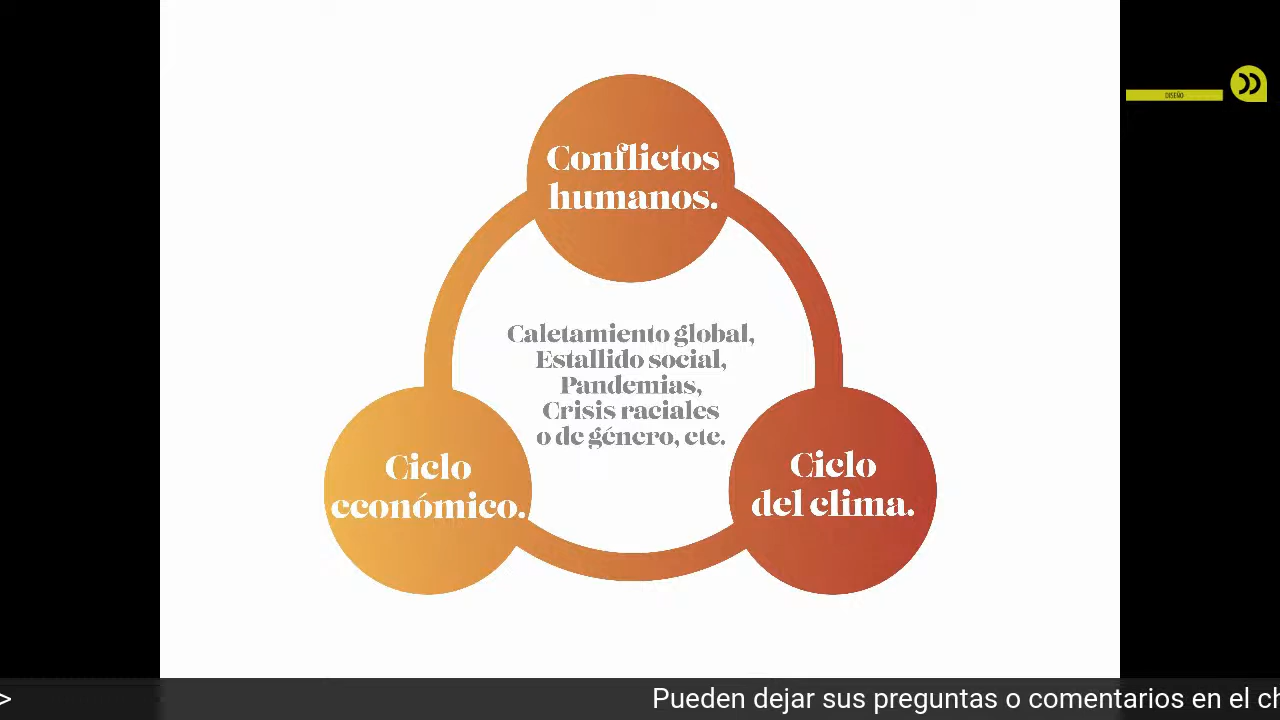 Conflictos
humanos.
DISEÑO
Caletamiento global,
Estallido social,
Pandemias,
Crisis raciales
o de género, etc.
Ciclo
económico.
Ciclo
del clima.
> Pueden dejar sus preguntas o comentarios en el ch